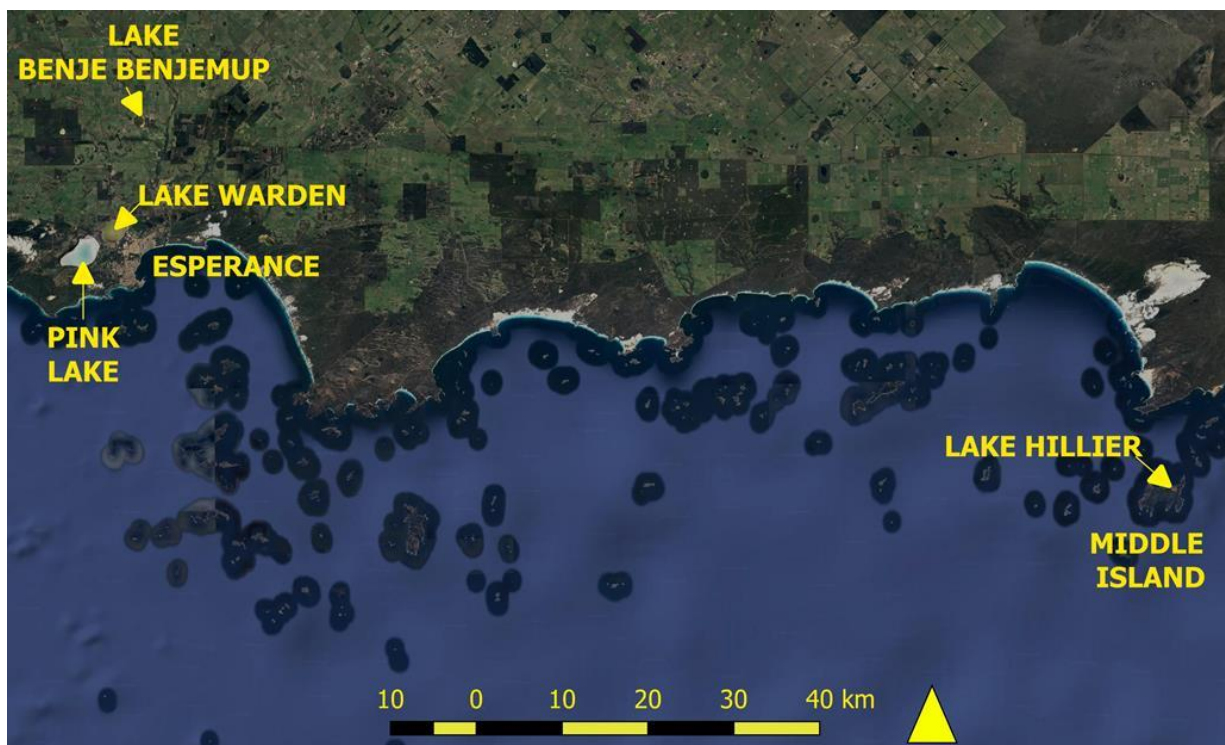 LAKE
BENJE BENJEMUP
LAKE WARDEN
ESPERANCE
PINK
LAKE
LAKE HILLIER
MIDDLE
ISLAND
10 0 10 20 30 40 km